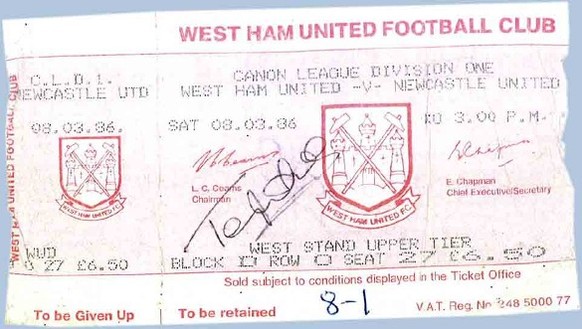 WEST HAM UNITED FOOTBALL CLUB
WEST HAM UNITED FOOTBALL CLUB
C.L.D.1.
NEWCASTLE UTD
08.03.86.
WEST HAM UNITED FC
WUD
27 £6.50
To be Given Up
CANON LEAGUE DIVISION ONE
WEST HAM UNITED -V- NEWCASTLE UNITED
SAT 08.03.86
KO 3.00 P.M.
L. C. Cearns
Chairman
E. Chapman
Chief Executive/Secretary
WEST HAM UNITED FC
WEST STAND UPPER TIER
BLOCK D ROW O SEAT 27 £6.50
Sold subject to conditions displayed in the Ticket Office
To be retained
8-1
V.A.T. Reg. No 248 5000 77